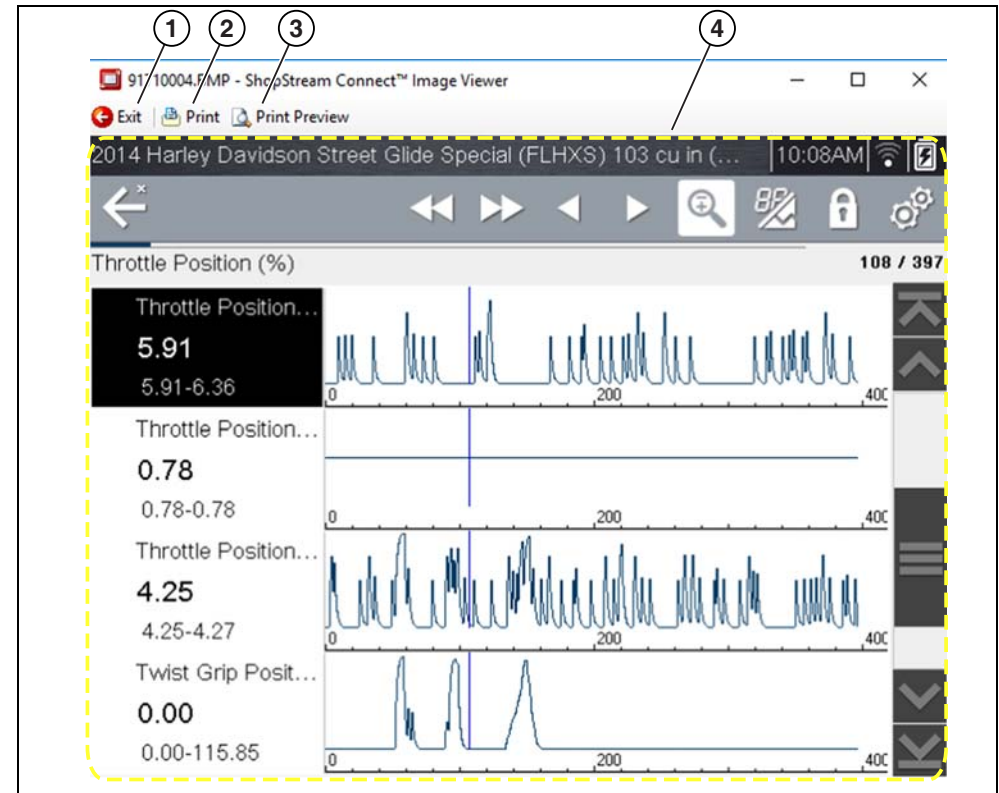 1 2 3 4
91710004.BMP - ShopStream Connect™ Image Viewer
Exit Print Print Preview
2014 Harley Davidson Street Glide Special (FLHXS) 103 cu in (... 10:08AM
Throttle Position (%) 108 / 397
Throttle Position...
5.91
5.91-6.36
0 200 400
Throttle Position...
0.78
0.78-0.78
0 200 400
Throttle Position...
4.25
4.25-4.27
0 200 400
Twist Grip Posit...
0.00
0.00-115.85
0 200 400